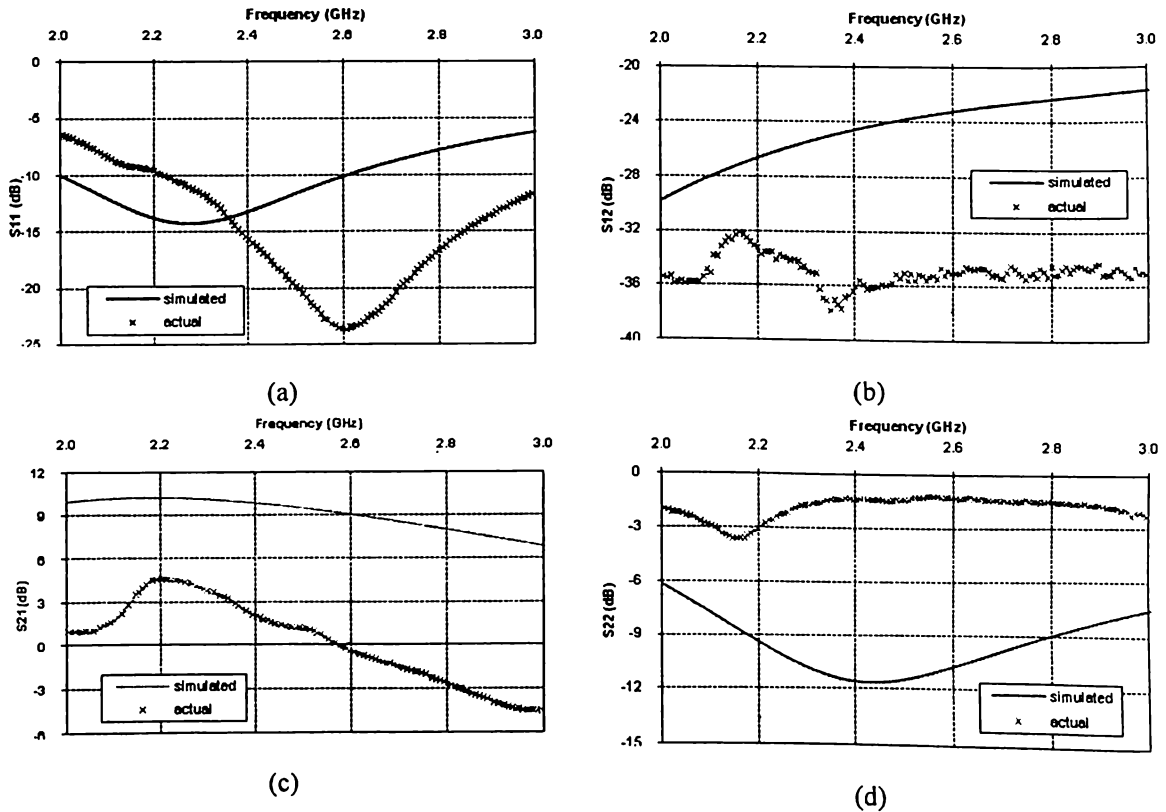 Frequency (GHz)
2.0 2.2 2.4 2.6 2.8 3.0
0
-5
-10
-15
-20
-25
S11 (dB)
simulated
actual
(a)
Frequency (GHz)
2.0 2.2 2.4 2.6 2.8 3.0
-20
-24
-28
-32
-36
-40
S12 (dB)
simulated
actual
(b)
Frequency (GHz)
2.0 2.2 2.4 2.6 2.8 3.0
12
9
6
3
0
-3
-6
S21 (dB)
simulated
actual
(c)
Frequency (GHz)
2.0 2.2 2.4 2.6 2.8 3.0
0
-3
-6
-9
-12
-15
S22 (dB)
simulated
actual
(d)